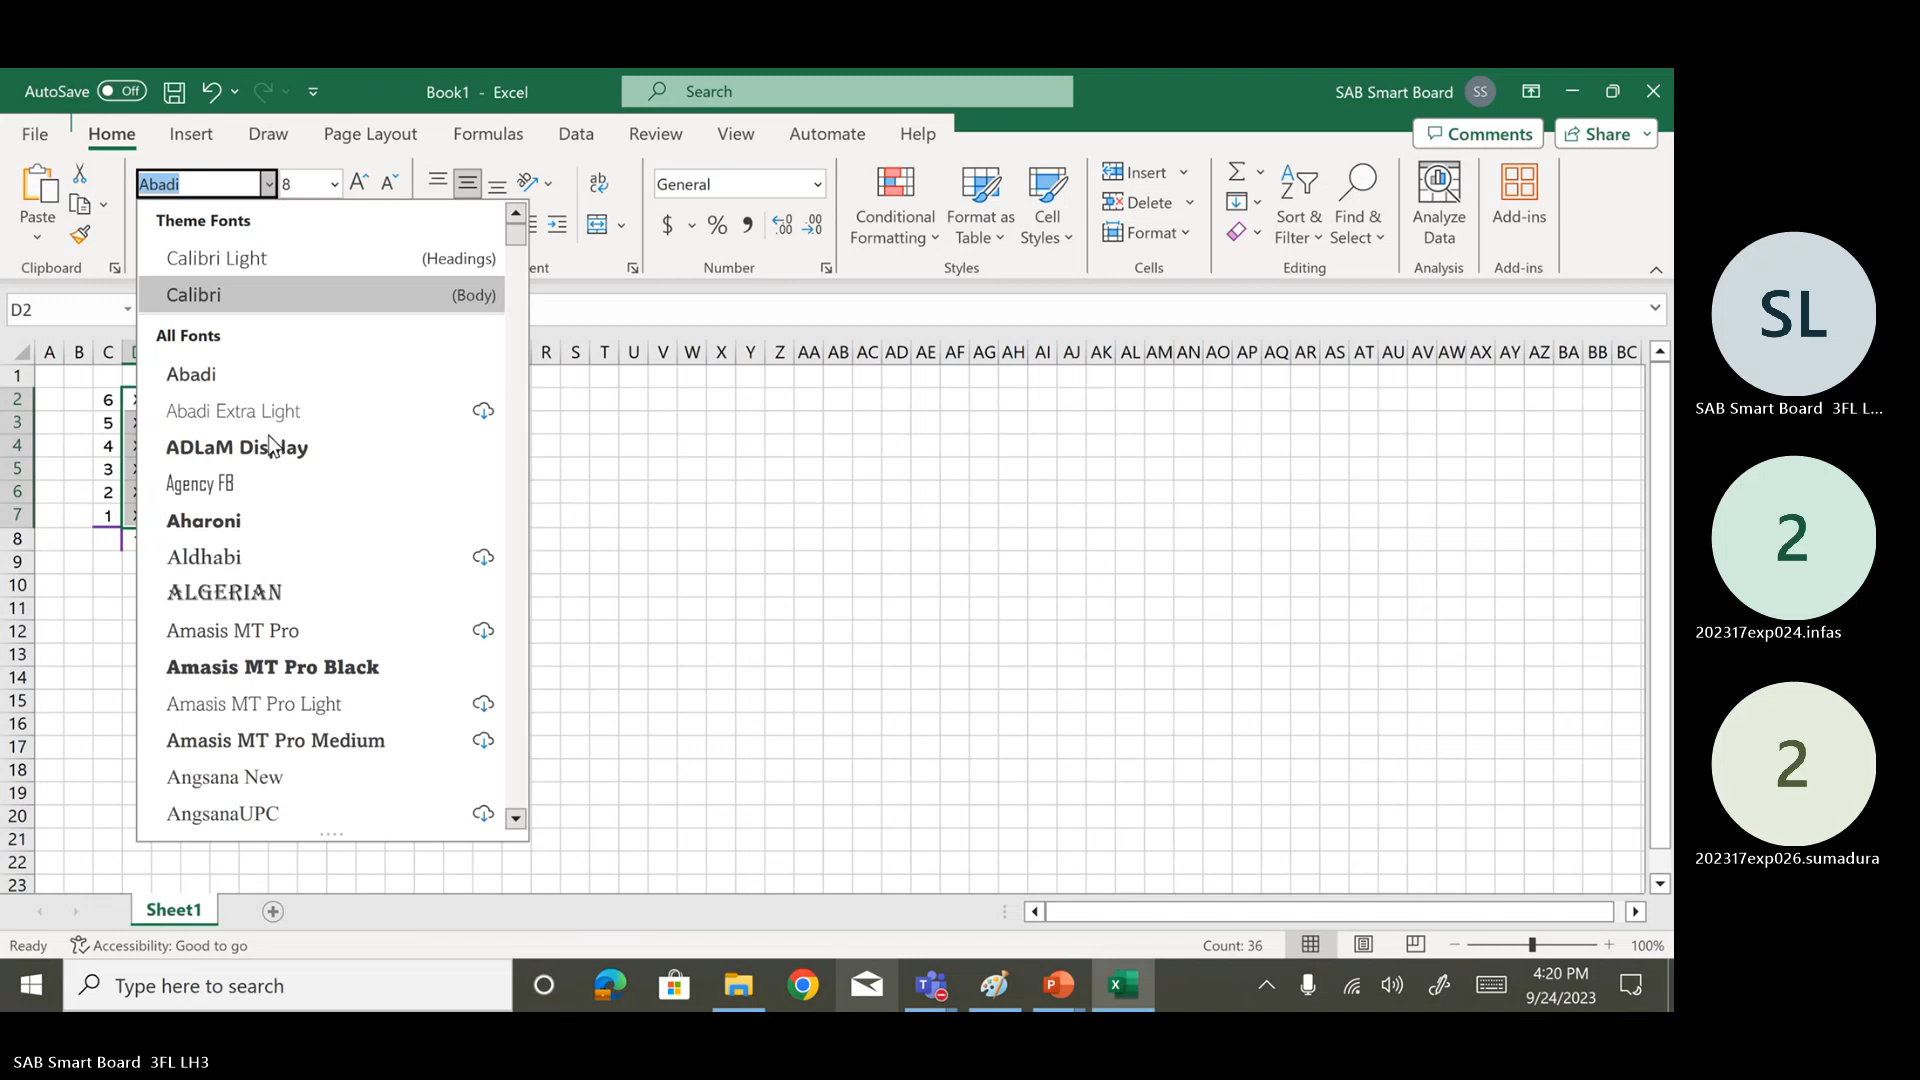 AutoSave Off Book1 - Excel Search SAB Smart Board SS
File Home Insert Draw Page Layout Formulas Data Review View Automate Help Comments Share
Abadi 8 General
Paste
Conditional Formatting
Format as Table
Cell Styles
Insert
Delete
Format
Sort & Filter
Find & Select
Analyze Data
Add-ins
Clipboard ent Number Styles Cells Editing Analysis Add-ins
D2
Theme Fonts
Calibri Light (Headings)
Calibri (Body)
All Fonts
Abadi
Abadi Extra Light
ADLaM Display
Agency FB
Aharoni
Aldhabi
ALGERIAN
Amasis MT Pro
Amasis MT Pro Black
Amasis MT Pro Light
Amasis MT Pro Medium
Angsana New
AngsanaUPC
A B C R S T U V W X Y Z AA AB AC AD AE AF AG AH AI AJ AK AL AM AN AO AP AQ AR AS AT AU AV AW AX AY AZ BA BB BC
1
2 6
3 5
4 4
5 3
6 2
7 1
8
9
10
11
12
13
14
15
16
17
18
19
20
21
22
23
Sheet1
Ready Accessibility: Good to go Count: 36 100%
Type here to search
4:20 PM
9/24/2023
SL
SAB Smart Board 3FL L...
2
202317exp024.infas
2
202317exp026.sumadura
SAB Smart Board 3FL LH3